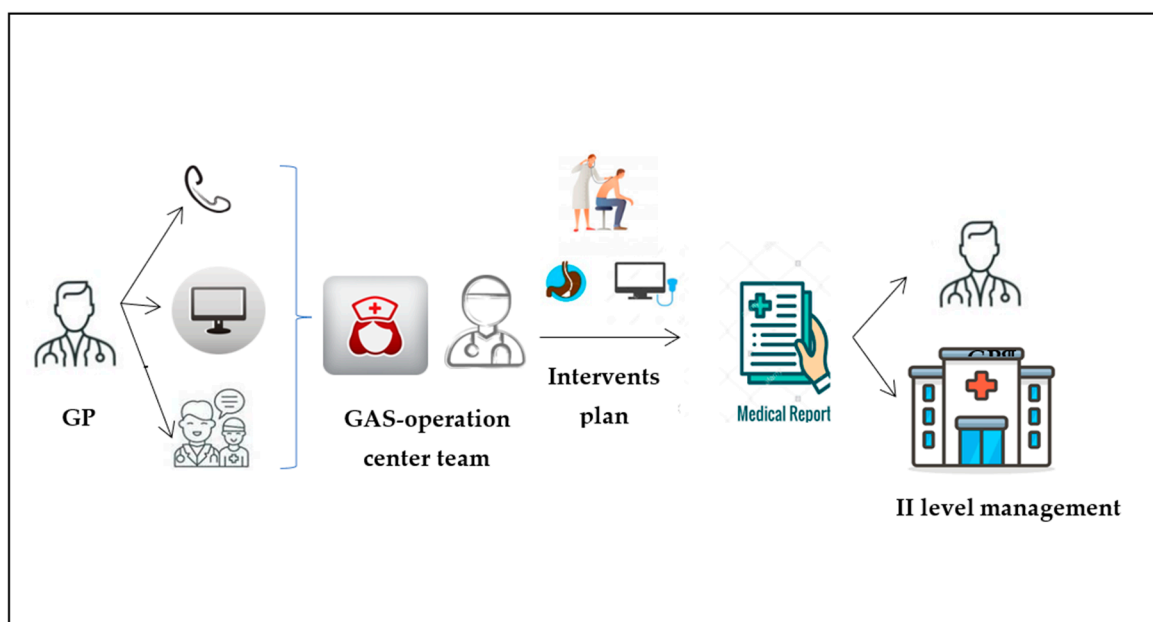 GP
GAS-operation
center team
Intervents
plan
Medical Report
II level management